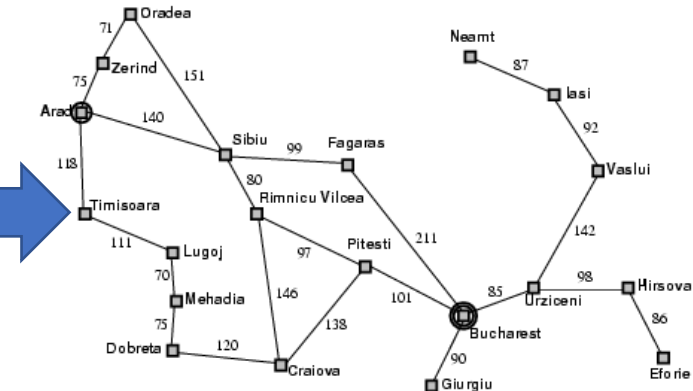 Oradea
71
Neamt
Zerind
87
75
151
Iasi
Arad
140
92
Sibiu
99
Fagaras
118
Vaslui
80
Timisoara
Rimnicu Vilcea
142
111
211
Lugoj
97
Pitesti
70
98
Hirsova
146
85
Mehadia
101
Urziceni
75
138
86
120
Bucharest
Dobreta
90
Craiova
Eforie
Giurgiu